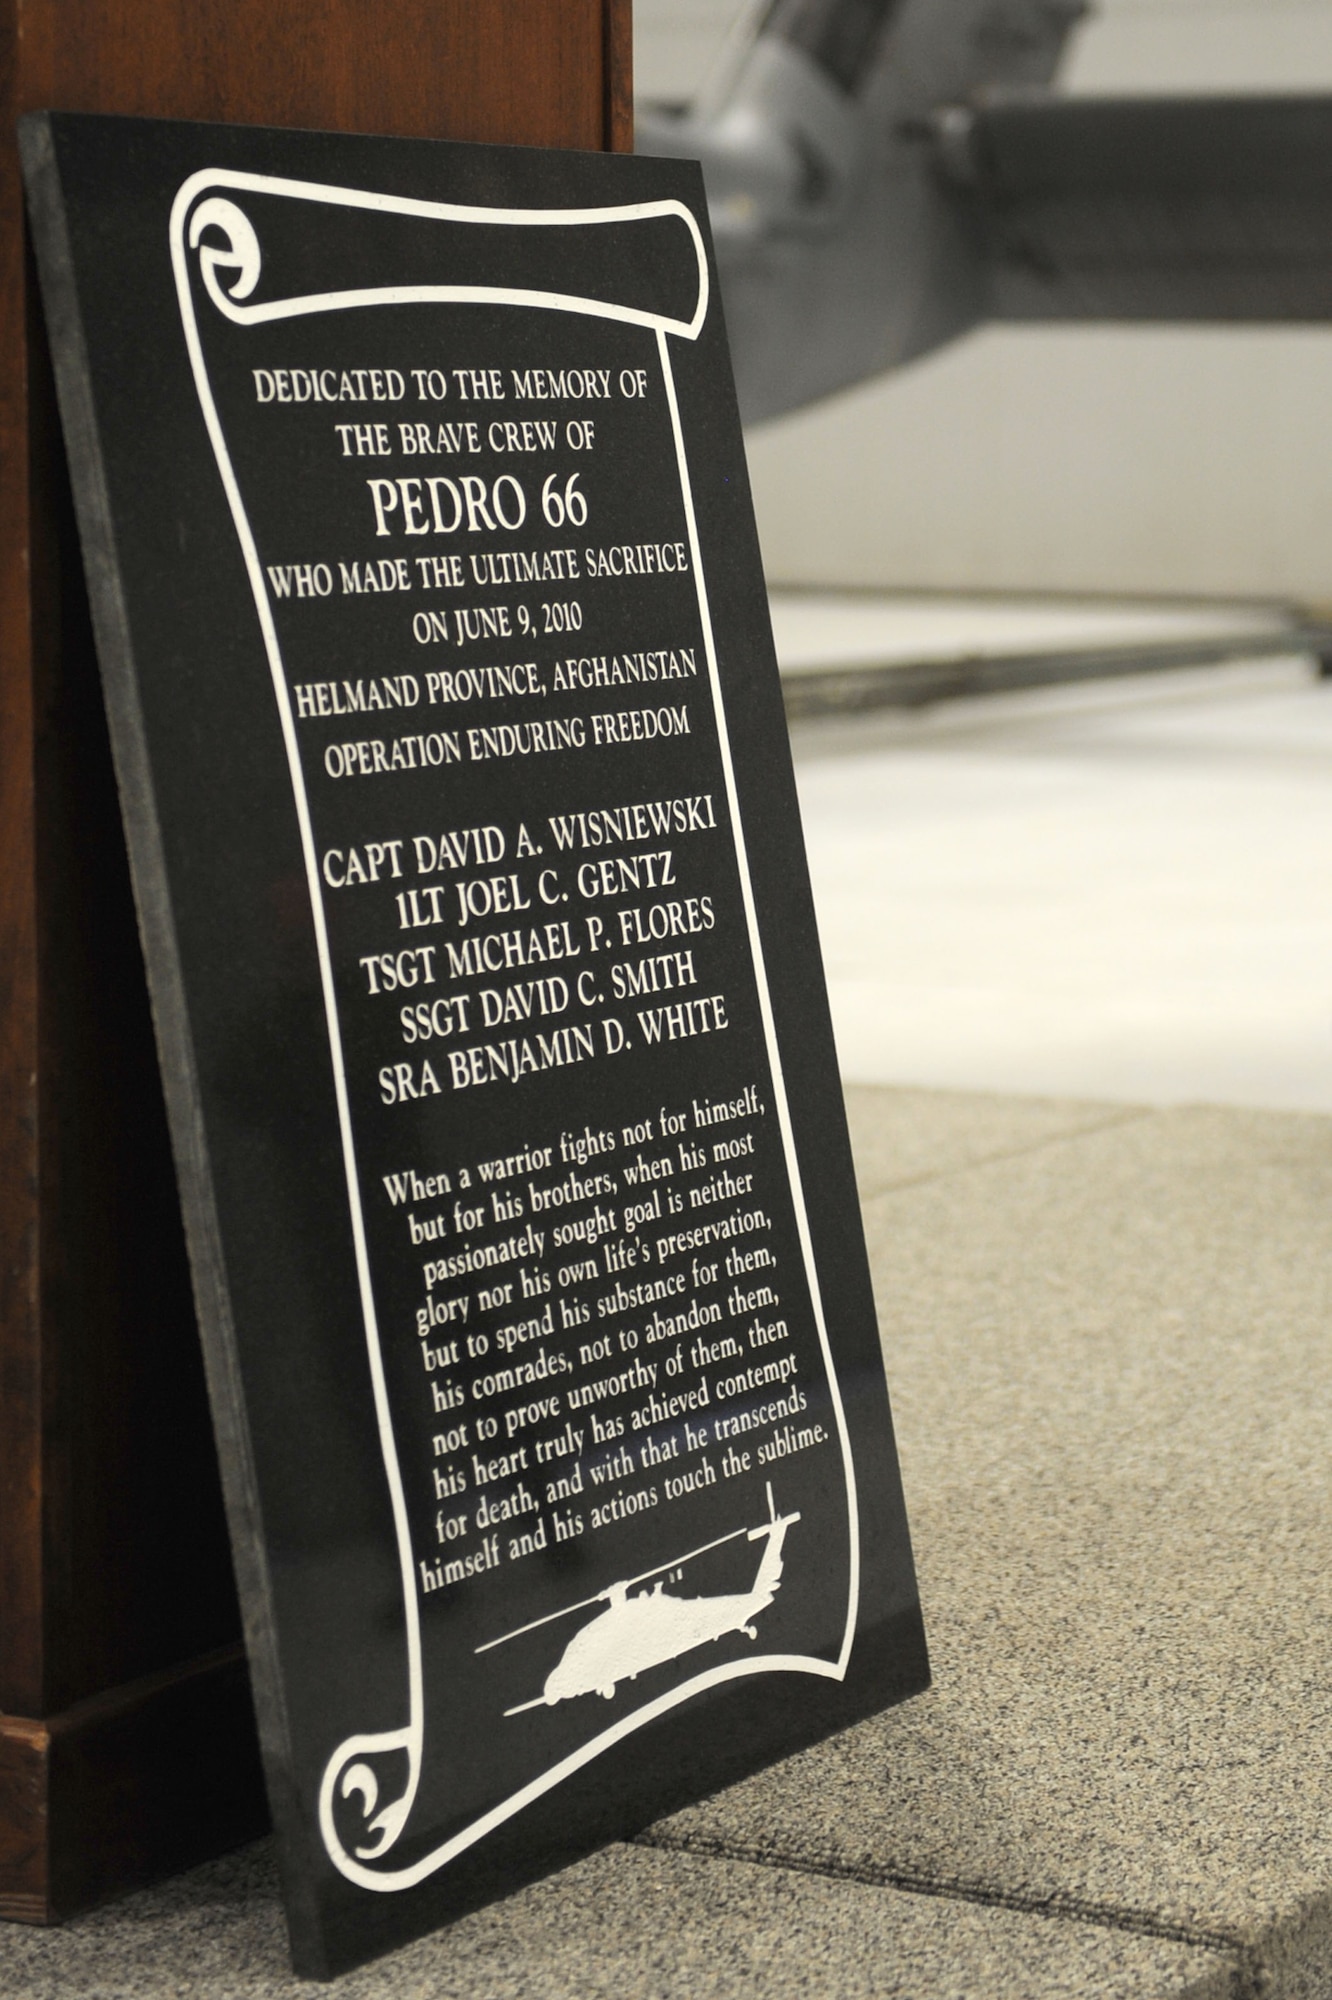 DEDICATED TO THE MEMORY OF
THE BRAVE CREW OF
PEDRO 66
WHO MADE THE ULTIMATE SACRIFICE
ON JUNE 9, 2010
HELMAND PROVINCE, AFGHANISTAN
OPERATION ENDURING FREEDOM
CAPT DAVID A. WISNIEWSKI
1LT JOEL C. GENTZ
TSGT MICHAEL P. FLORES
SSGT DAVID C. SMITH
SRA BENJAMIN D. WHITE
When a warrior fights not for himself,
but for his brothers, when his most
passionately sought goal is neither
glory nor his own life's preservation,
but to spend his substance for them,
his comrades, not to abandon them,
not to prove unworthy of them, then
his heart truly has achieved contempt
for death, and with that he transcends
himself and his actions touch the sublime.